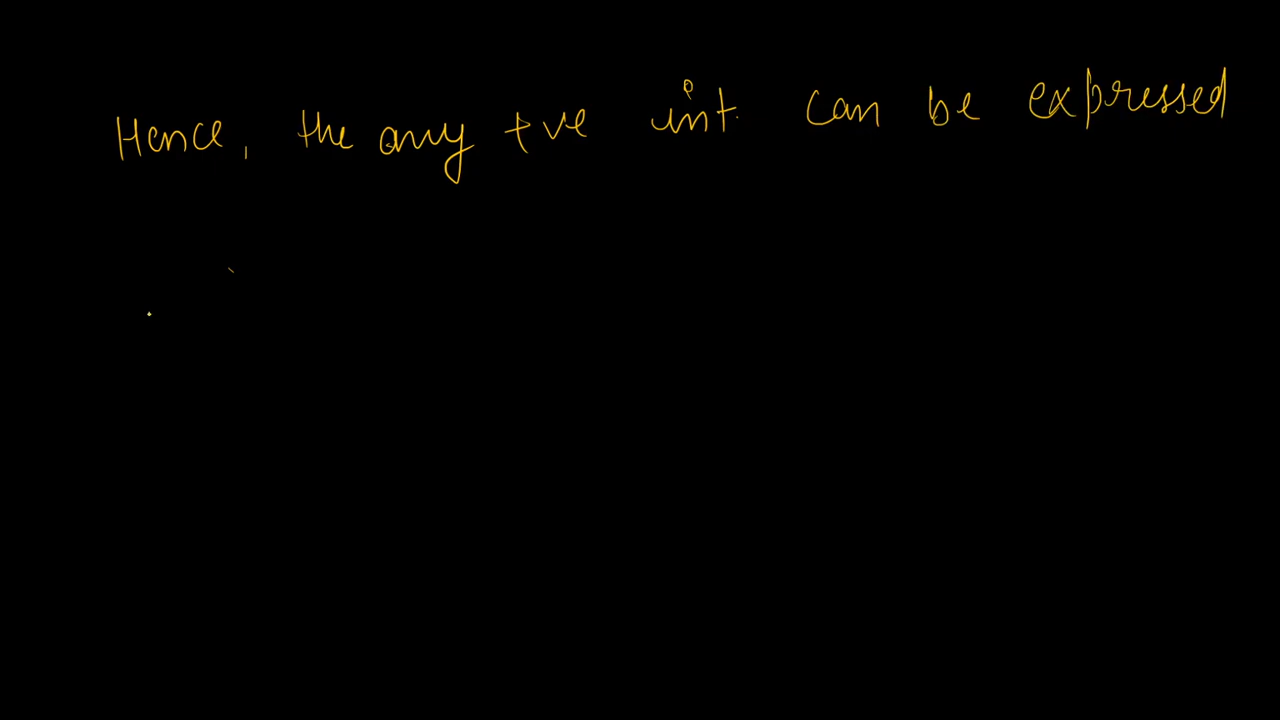 Hence, the any +ve int. can be expressed